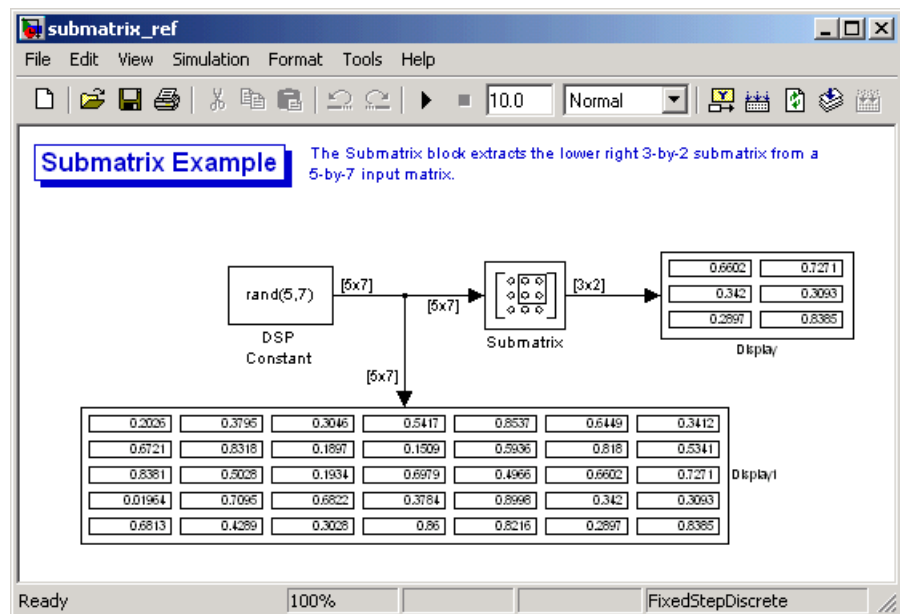 submatrix_ref
File Edit View Simulation Format Tools Help
10.0 Normal
Submatrix Example
The Submatrix block extracts the lower right 3-by-2 submatrix from a
5-by-7 input matrix.
rand(5,7)
[5x7]
[5x7]
[3x2]
0.6602 0.7271
0.342 0.3093
0.2897 0.8385
DSP
Constant
Submatrix
Display
[5x7]
0.2026 0.3795 0.3046 0.5417 0.8537 0.6449 0.3412
0.6721 0.8318 0.1897 0.1509 0.5936 0.818 0.5341
0.8381 0.5028 0.1934 0.6979 0.4966 0.6602 0.7271
0.01964 0.7095 0.6822 0.3784 0.8998 0.342 0.3093
0.6813 0.4289 0.3028 0.86 0.8216 0.2897 0.8385
Display1
Ready 100% FixedStepDiscrete